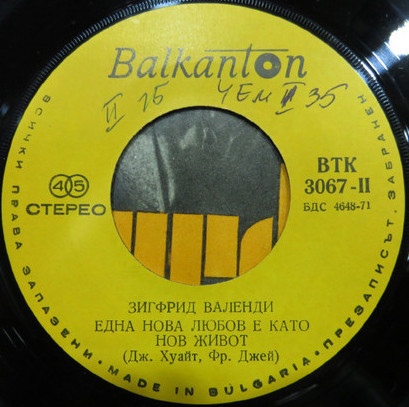 Balkanton
II 15 ЧЕМ II 35
45
СТЕРЕО
ВТК
3067-II
БДС 4648-71
ЗИГФРИД ВАЛЕНДИ
ЕДНА НОВА ЛЮБОВ Е КАТО
НОВ ЖИВОТ
(Дж. Хуайт, Фр. Джей)
ВСИЧКИ ПРАВА ЗАПАЗЕНИ • MADE IN BULGARIA • ПРЕЗАПИСЪТ ЗАБРАНЕН